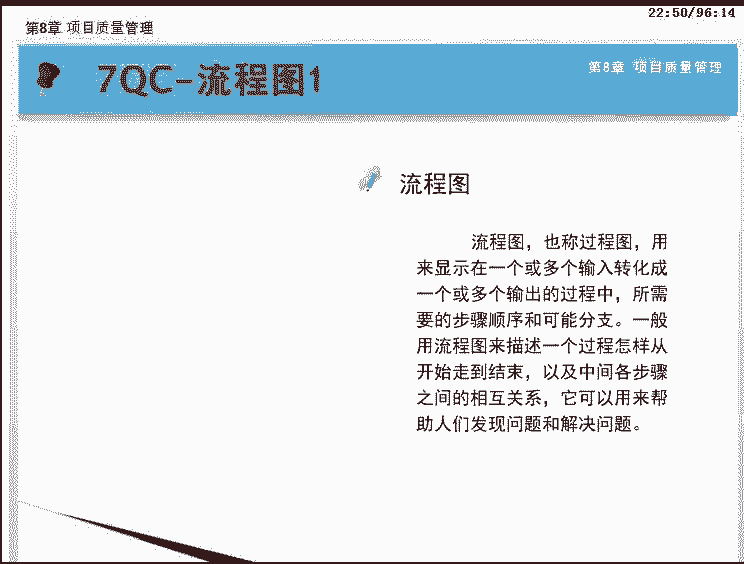 22:50/96:14
第8章 项目质量管理
7QC-流程图1
第8章 项目质量管理
流程图
流程图，也称过程图，用
来显示在一个或多个输入转化成
一个或多个输出的过程中，所需
要的步骤顺序和可能分支。一般
用流程图来描述一个过程怎样从
开始走到结束，以及中间各步骤
之间的相互关系，它可以用来帮
助人们发现问题和解决问题。